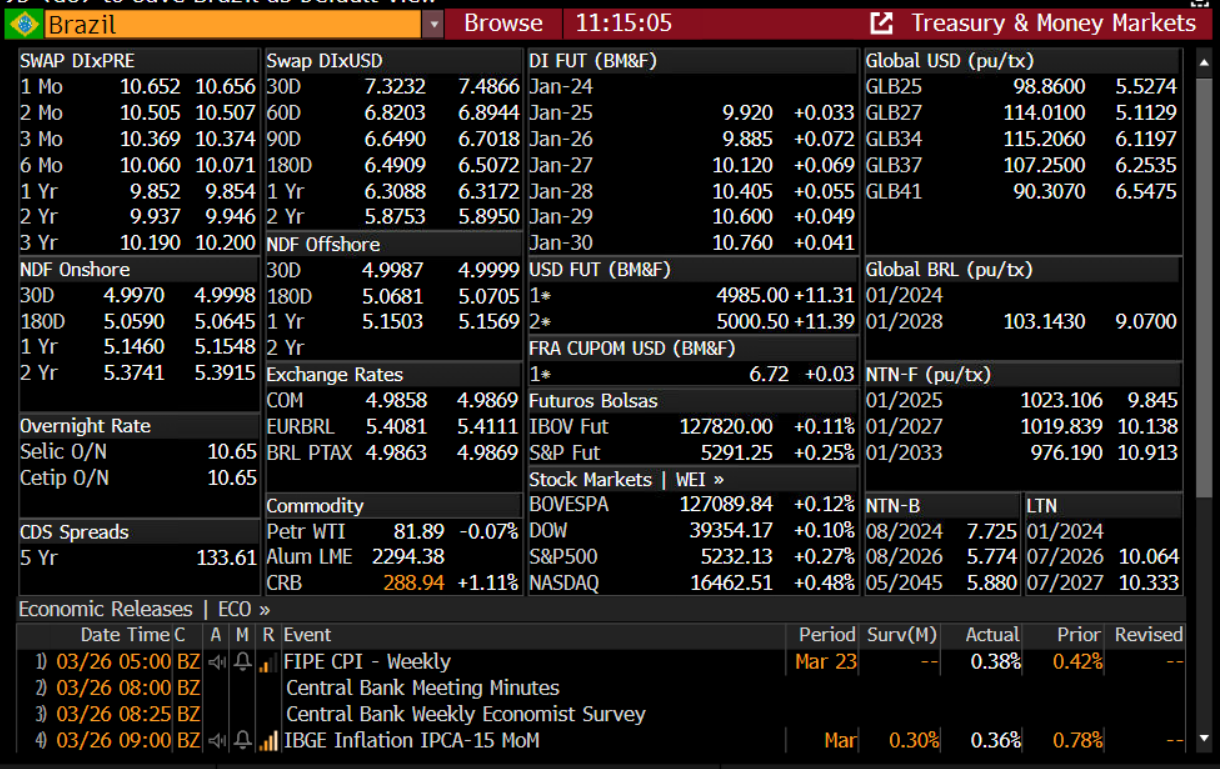 Brazil Browse 11:15:05 Treasury & Money Markets
SWAP DIxPRE
1 Mo 10.652 10.656
2 Mo 10.505 10.507
3 Mo 10.369 10.374
6 Mo 10.060 10.071
1 Yr 9.852 9.854
2 Yr 9.937 9.946
3 Yr 10.190 10.200
NDF Onshore
30D 4.9970 4.9998
180D 5.0590 5.0645
1 Yr 5.1460 5.1548
2 Yr 5.3741 5.3915
Overnight Rate
Selic O/N 10.65
Cetip O/N 10.65
CDS Spreads
5 Yr 133.61
Swap DIxUSD
30D 7.3232 7.4866
60D 6.8203 6.8944
90D 6.6490 6.7018
180D 6.4909 6.5072
1 Yr 6.3088 6.3172
2 Yr 5.8753 5.8950
NDF Offshore
30D 4.9987 4.9999
180D 5.0681 5.0705
1 Yr 5.1503 5.1569
2 Yr
Exchange Rates
COM 4.9858 4.9869
EURBRL 5.4081 5.4111
BRL PTAX 4.9863 4.9869
Commodity
Petr WTI 81.89 -0.07%
Alum LME 2294.38
CRB 288.94 +1.11%
DI FUT (BM&F)
Jan-24
Jan-25 9.920 +0.033
Jan-26 9.885 +0.072
Jan-27 10.120 +0.069
Jan-28 10.405 +0.055
Jan-29 10.600 +0.049
Jan-30 10.760 +0.041
USD FUT (BM&F)
1* 4985.00 +11.31
2* 5000.50 +11.39
FRA CUPOM USD (BM&F)
1* 6.72 +0.03
Futuros Bolsas
IBOV Fut 127820.00 +0.11%
S&P Fut 5291.25 +0.25%
Stock Markets | WEI »
BOVESPA 127089.84 +0.12%
DOW 39354.17 +0.10%
S&P500 5232.13 +0.27%
NASDAQ 16462.51 +0.48%
Global USD (pu/tx)
GLB25 98.8600 5.5274
GLB27 114.0100 5.1129
GLB34 115.2060 6.1197
GLB37 107.2500 6.2535
GLB41 90.3070 6.5475
Global BRL (pu/tx)
01/2024
01/2028 103.1430 9.0700
NTN-F (pu/tx)
01/2025 1023.106 9.845
01/2027 1019.839 10.138
01/2033 976.190 10.913
NTN-B
08/2024 7.725
08/2026 5.774
05/2045 5.880
LTN
01/2024
07/2026 10.064
07/2027 10.333
Economic Releases | ECO »
Date Time C A M R Event Period Surv(M) Actual Prior Revised
1) 03/26 05:00 BZ FIPE CPI - Weekly Mar 23 -- 0.38% 0.42% --
2) 03/26 08:00 BZ Central Bank Meeting Minutes
3) 03/26 08:25 BZ Central Bank Weekly Economist Survey
4) 03/26 09:00 BZ IBGE Inflation IPCA-15 MoM Mar 0.30% 0.36% 0.78% --